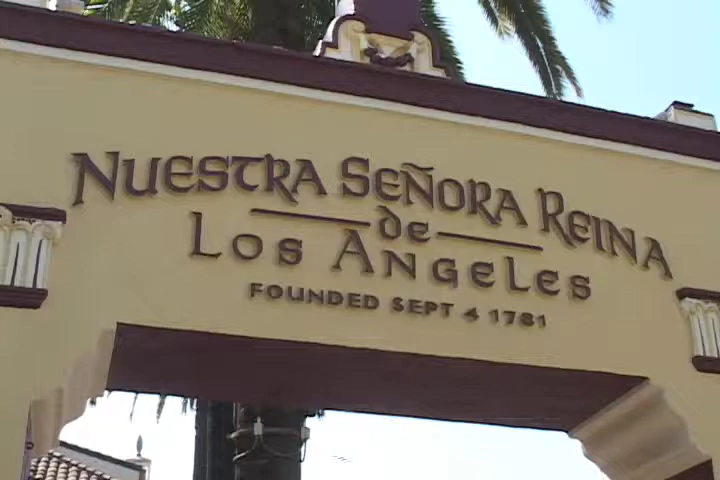 Nuestra Señora Reina
de
Los Angeles
FOUNDED SEPT 4 1781